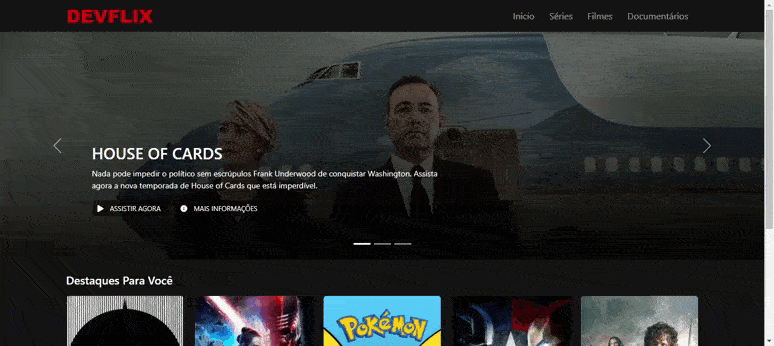 DEVFLIX
Inicio Séries Filmes Documentários
HOUSE OF CARDS
Nada pode impedir o político sem escrúpulos Frank Underwood de conquistar Washington. Assista
agora a nova temporada de House of Cards que está imperdível.
ASSISTIR AGORA MAIS INFORMAÇÕES
Destaques Para Você
POKéMON